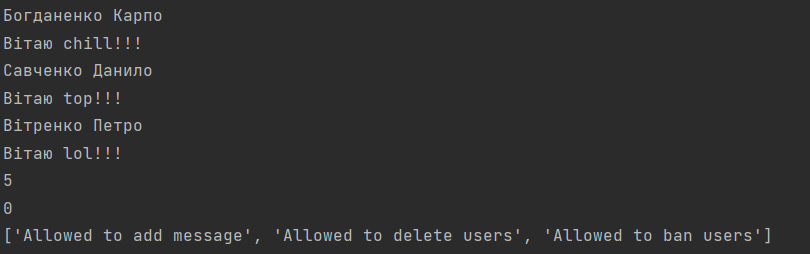 Богданенко Карпо
Вітаю chill!!!
Савченко Данило
Вітаю top!!!
Вітренко Петро
Вітаю lol!!!
5
0
['Allowed to add message', 'Allowed to delete users', 'Allowed to ban users']